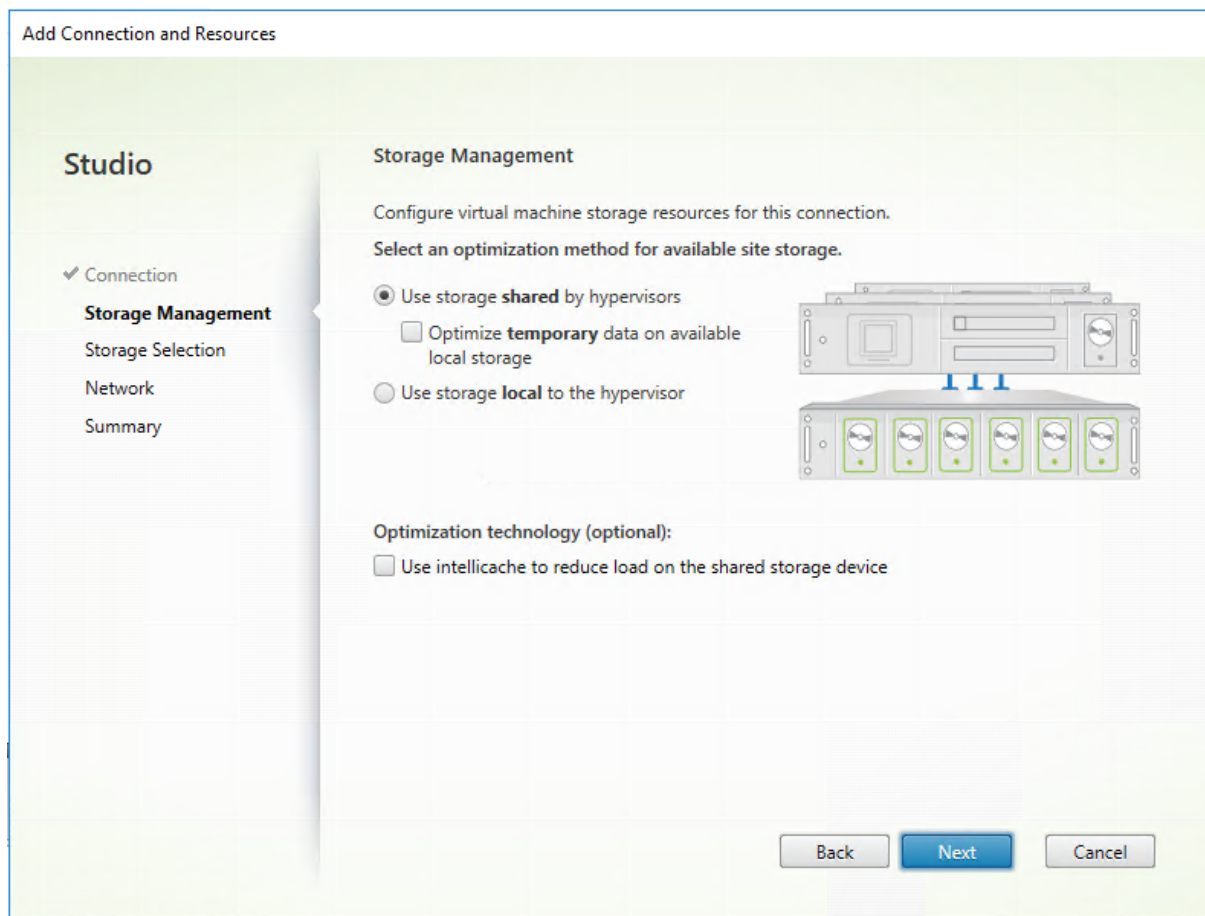 Add Connection and Resources
Studio
Connection
Storage Management
Storage Selection
Network
Summary
Storage Management
Configure virtual machine storage resources for this connection.
Select an optimization method for available site storage.
Use storage shared by hypervisors
Optimize temporary data on available
local storage
Use storage local to the hypervisor
Optimization technology (optional):
Use intellicache to reduce load on the shared storage device
Back
Next
Cancel